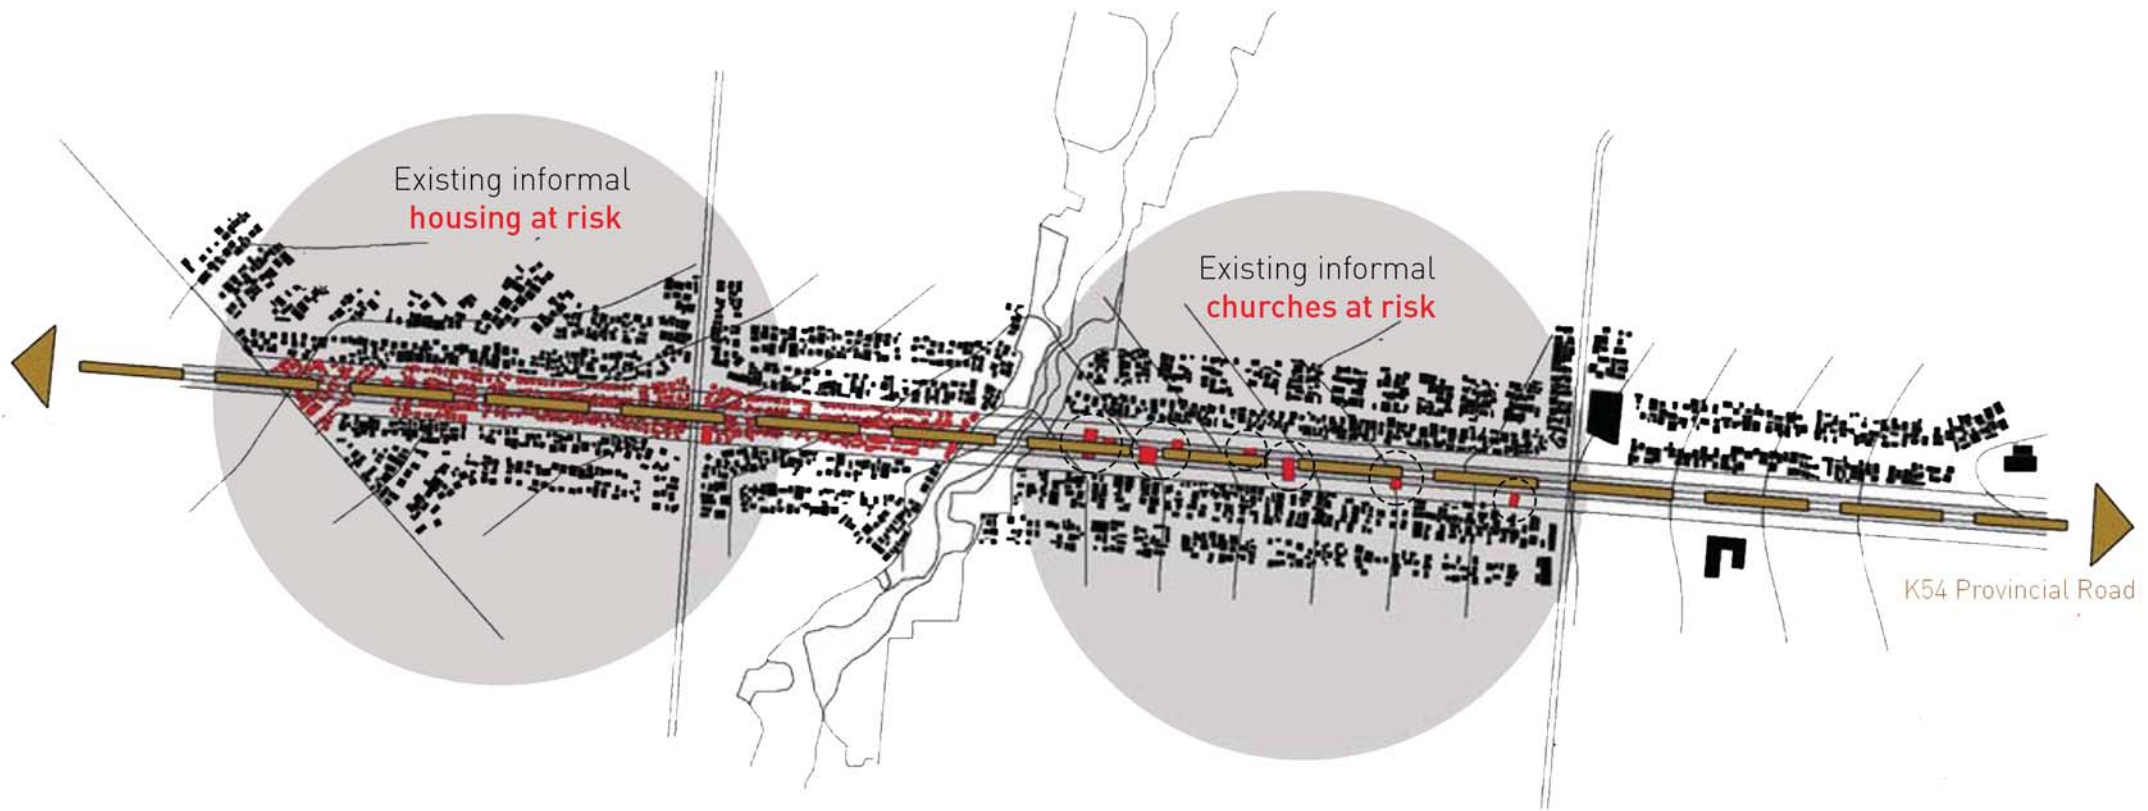 Existing informal
housing at risk
Existing informal
churches at risk
K54 Provincial Road